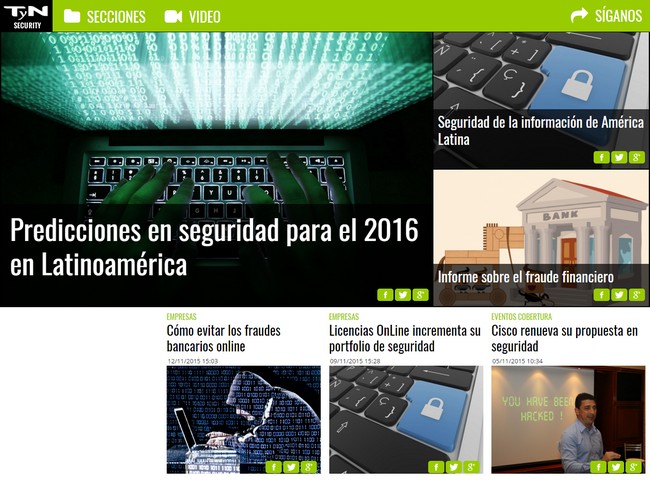 TyN
SECURITY
SECCIONES
VIDEO
SÍGANOS
Predicciones en seguridad para el 2016
en Latinoamérica
Seguridad de la información de América
Latina
BANK
Informe sobre el fraude financiero
EMPRESAS
Cómo evitar los fraudes
bancarios online
12/11/2015 15:03
EMPRESAS
Licencias OnLine incrementa su
portfolio de seguridad
09/11/2015 15:28
EVENTOS COBERTURA
Cisco renueva su propuesta en
seguridad
05/11/2015 10:34
YOU HAVE BEEN
HACKED !